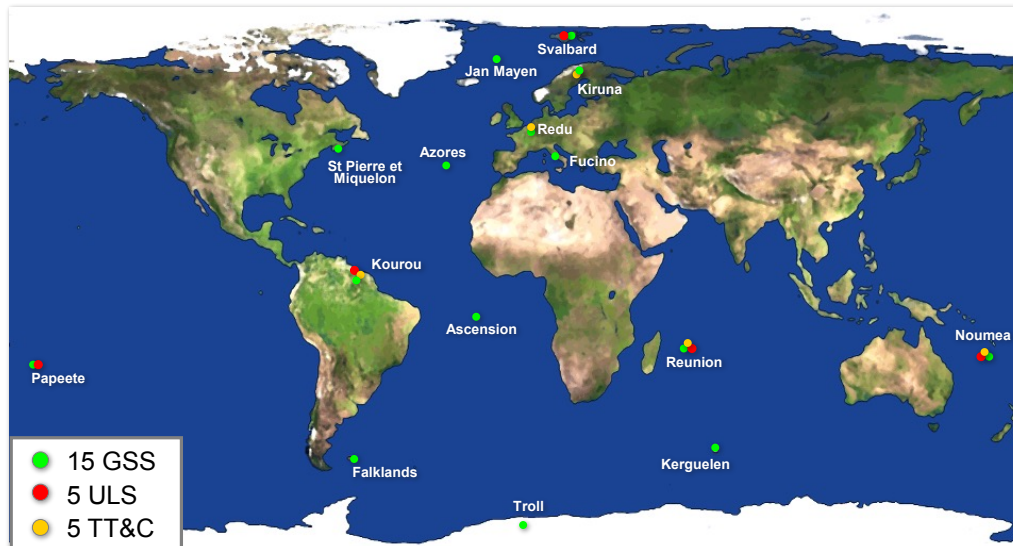 Svalbard
Jan Mayen
Kiruna
Redu
Azores
Fucino
St Pierre et
Miquelon
Kourou
Ascension
Noumea
Reunion
Papeete
Falklands
Kerguelen
Troll
15 GSS
5 ULS
5 TT&C